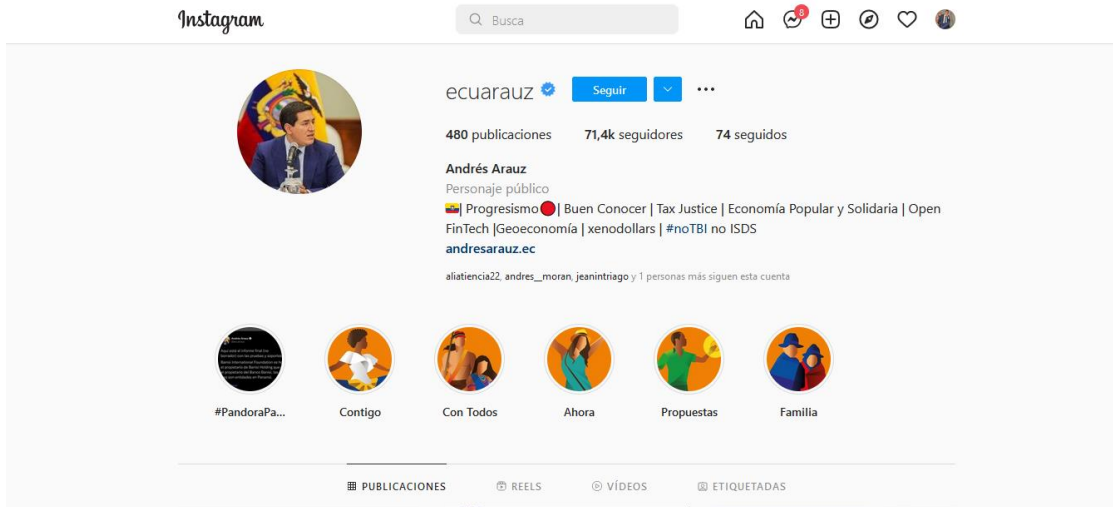 Instagram
Busca
8
ecuarauz
Seguir
480 publicaciones 71,4k seguidores 74 seguidos
Andrés Arauz
Personaje público
| Progresismo | Buen Conocer | Tax Justice | Economía Popular y Solidaria | Open
FinTech |Geoeconomía | xenodollars | #noTBI no ISDS
andresarauz.ec
aliatiencia22, andres__moran, jeanintriago y 1 personas más siguen esta cuenta
#PandoraPa... Contigo Con Todos Ahora Propuestas Familia
PUBLICACIONES REELS VÍDEOS ETIQUETADAS